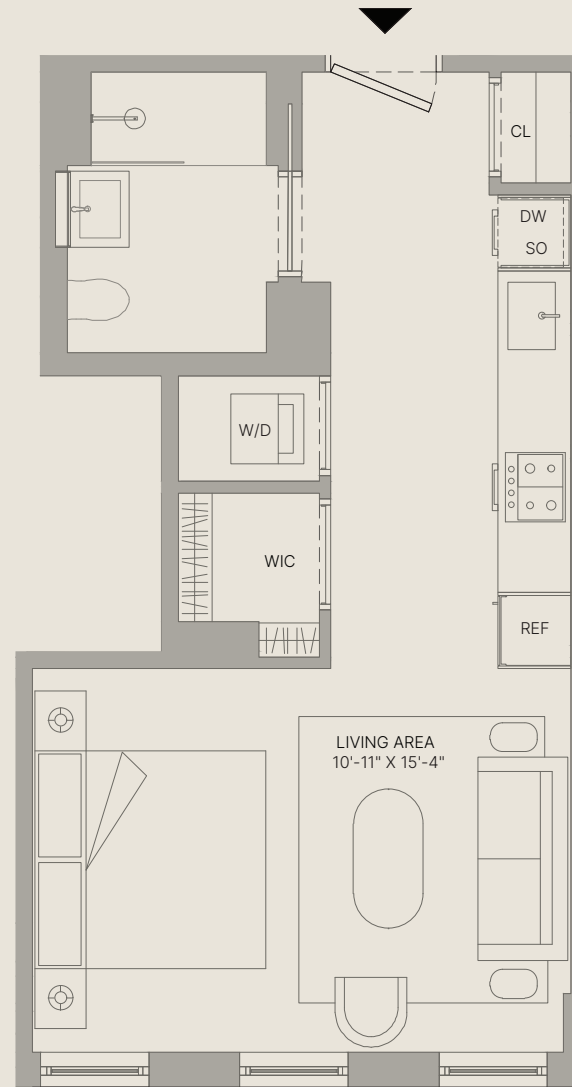 CL
DW
SO
W/D
WIC
REF
LIVING AREA
10'-11" X 15'-4"